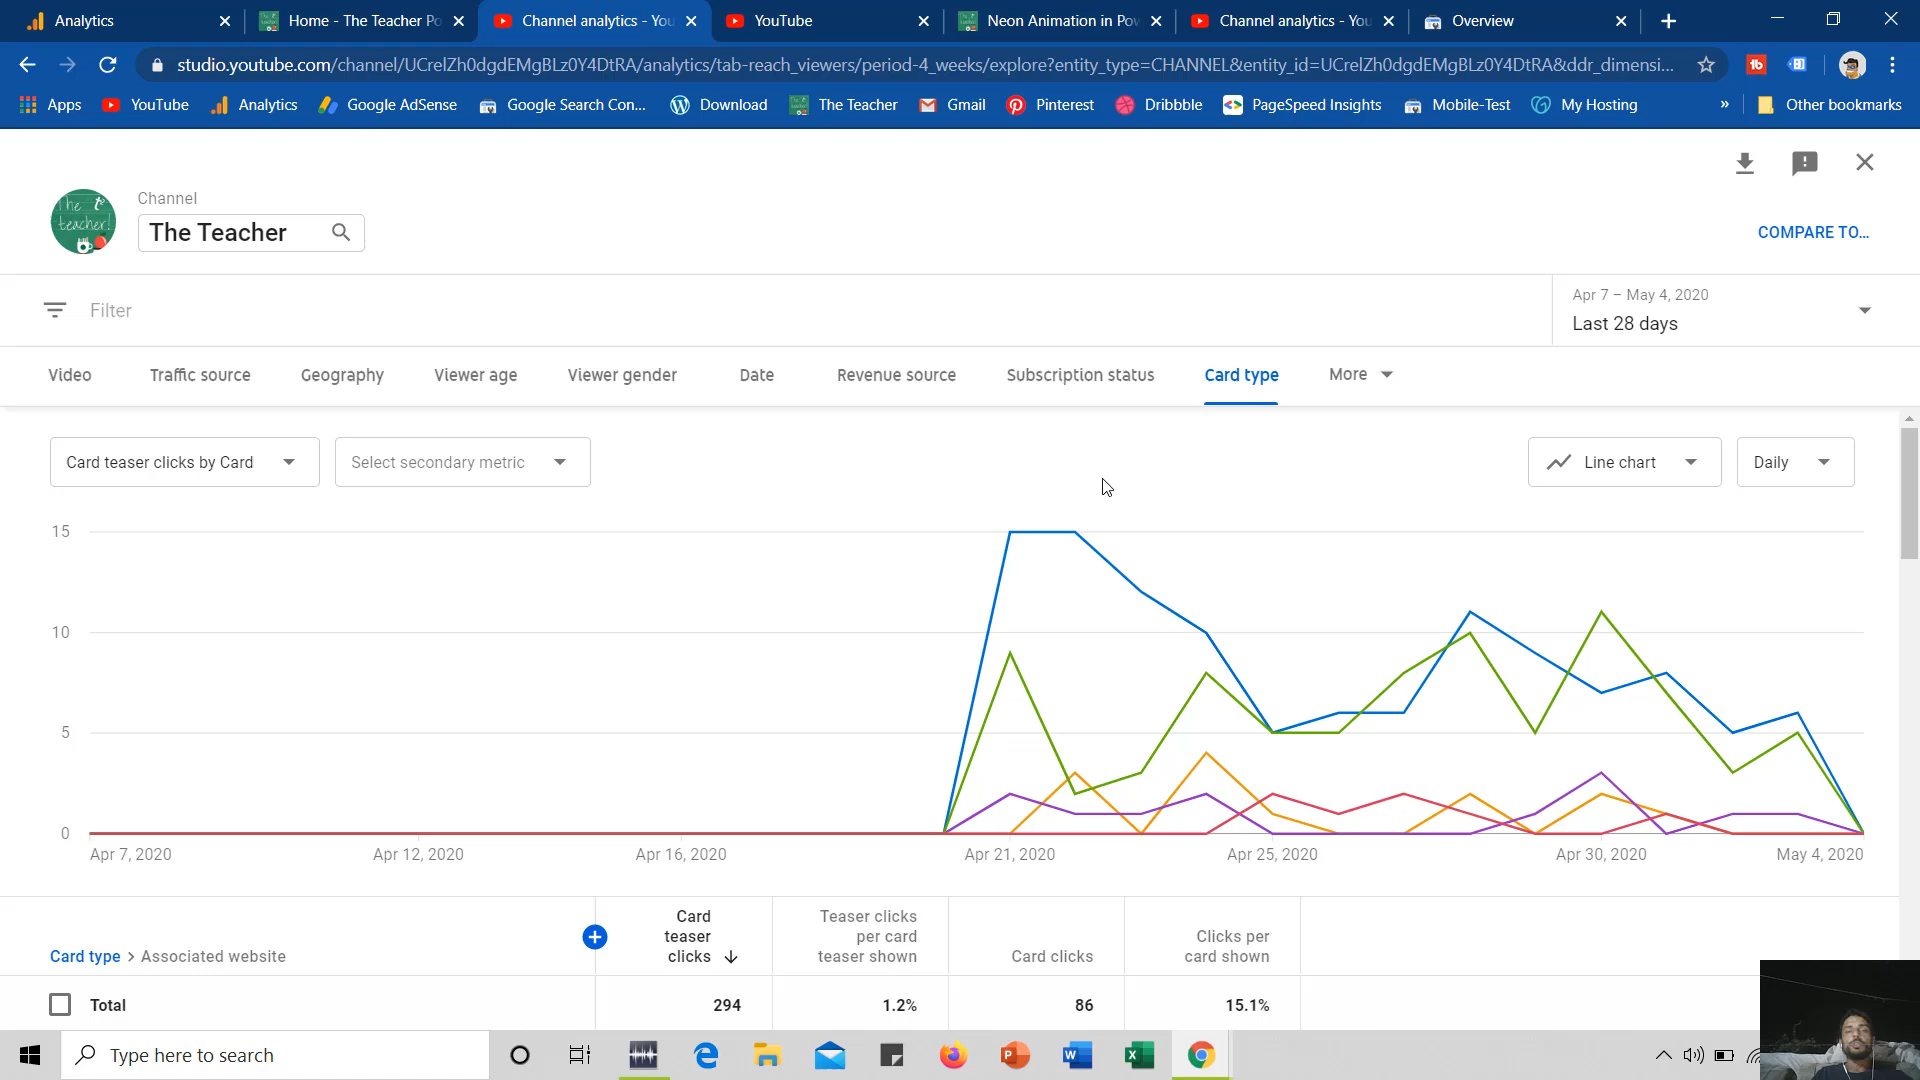 Analytics
Home - The Teacher Po
Channel analytics - You
YouTube
Neon Animation in Pow
Channel analytics - You
Overview
studio.youtube.com/channel/UCrelZh0dgdEMgBLz0Y4DtRA/analytics/tab-reach_viewers/period-4_weeks/explore?entity_type=CHANNEL&entity_id=UCrelZh0dgdEMgBLz0Y4DtRA&ddr_dimensi...
Apps YouTube Analytics Google AdSense Google Search Con... Download The Teacher Gmail Pinterest Dribbble PageSpeed Insights Mobile-Test My Hosting » Other bookmarks
The t
teacher!
Channel
The Teacher
COMPARE TO...
Filter
Apr 7 – May 4, 2020
Last 28 days
Video Traffic source Geography Viewer age Viewer gender Date Revenue source Subscription status Card type More
Card teaser clicks by Card
Select secondary metric
Line chart
Daily
15
10
5
0
Apr 7, 2020 Apr 12, 2020 Apr 16, 2020 Apr 21, 2020 Apr 25, 2020 Apr 30, 2020 May 4, 2020
Card type > Associated website
Card
teaser
clicks
Teaser clicks
per card
teaser shown
Card clicks
Clicks per
card shown
Total 294 1.2% 86 15.1%
Type here to search